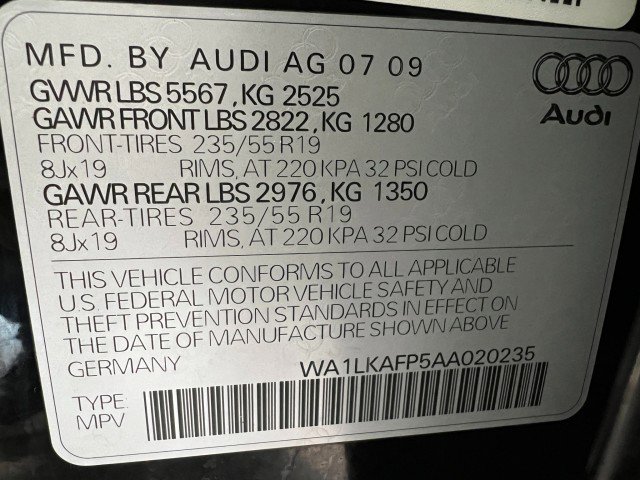 MFD. BY AUDI AG 07 09
GVWR LBS 5567, KG 2525
GAWR FRONT LBS 2822, KG 1280
FRONT-TIRES 235/55 R19
8Jx19 RIMS, AT 220 KPA 32 PSI COLD
GAWR REAR LBS 2976, KG 1350
REAR-TIRES 235/55 R19
8Jx19 RIMS, AT 220 KPA 32 PSI COLD
Audi
THIS VEHICLE CONFORMS TO ALL APPLICABLE
U.S. FEDERAL MOTOR VEHICLE SAFETY AND
THEFT PREVENTION STANDARDS IN EFFECT ON
THE DATE OF MANUFACTURE SHOWN ABOVE
GERMANY WA1LKAFP5AA020235
TYPE:
MPV